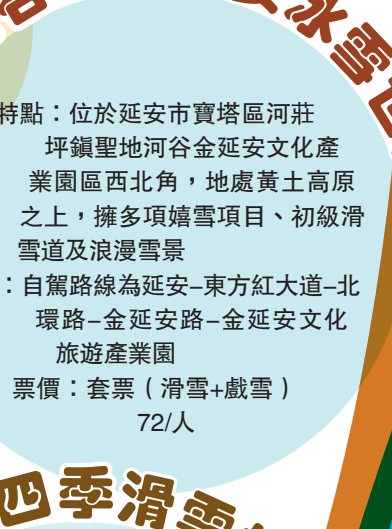 冰雪
特點：位於延安市寶塔區河莊
坪鎮聖地河谷金延安文化產
業園區西北角，地處黃土高原
之上，擁多項嬉雪項目、初級滑
雪道及浪漫雪景
：自駕路線為延安–東方紅大道–北
環路–金延安路–金延安文化
旅遊產業園
票價：套票（滑雪+戲雪）
72/人
四季滑雪